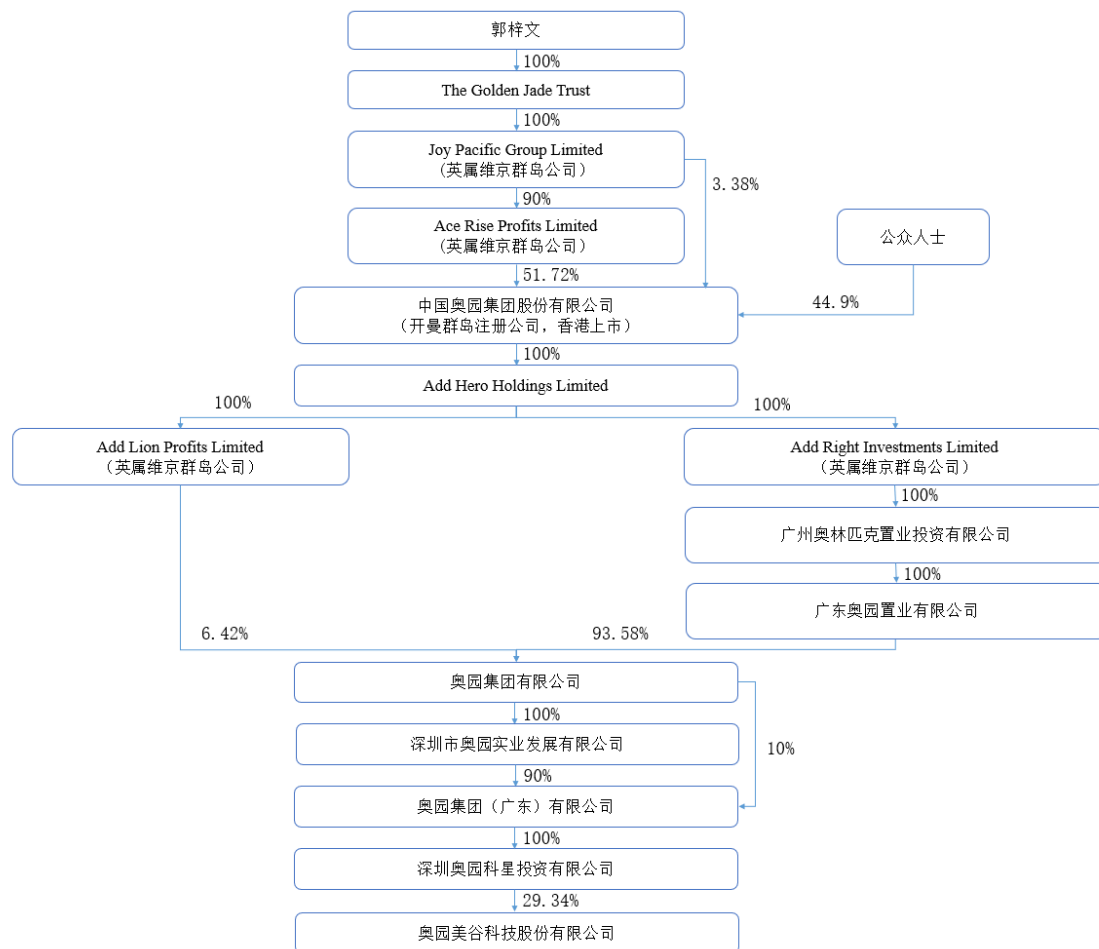 郭梓文
100%
The Golden Jade Trust
100%
Joy Pacific Group Limited
(英属维京群岛公司)
3.38%
90%
Ace Rise Profits Limited
(英属维京群岛公司)
公众人士
51.72%
44.9%
中国奥园集团股份有限公司
(开曼群岛注册公司，香港上市)
100%
Add Hero Holdings Limited
100%
100%
Add Lion Profits Limited
(英属维京群岛公司)
Add Right Investments Limited
(英属维京群岛公司)
100%
广州奥林匹克置业投资有限公司
100%
广东奥园置业有限公司
6.42%
93.58%
奥园集团有限公司
100%
深圳市奥园实业发展有限公司
10%
90%
奥园集团（广东）有限公司
100%
深圳奥园科星投资有限公司
29.34%
奥园美谷科技股份有限公司